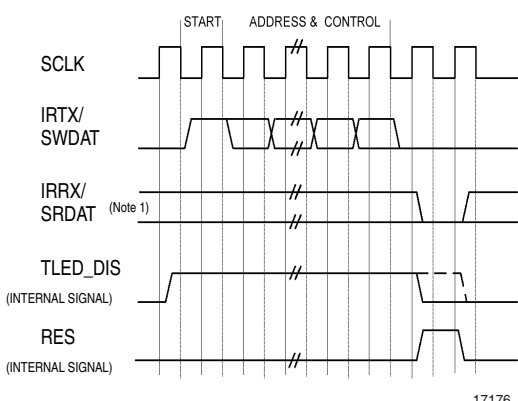 START ADDRESS & CONTROL
SCLK
IRTX/
SWDAT
IRRX/
SRDAT (Note 1)
TLED_DIS
(INTERNAL SIGNAL)
RES
(INTERNAL SIGNAL)
17176